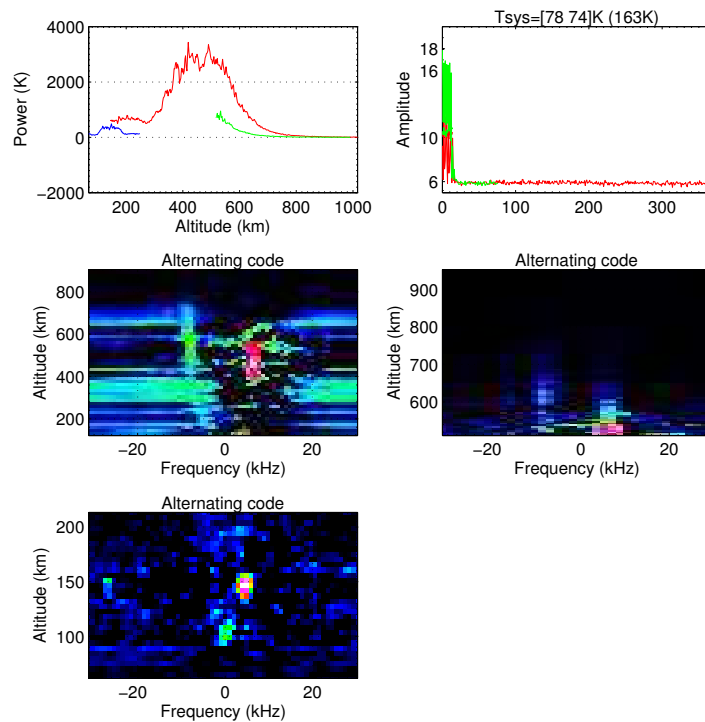 Tsys=[78 74]K (163K)
Power (K)
4000
2000
0
−2000
200 400 600 800 1000
Altitude (km)
Amplitude
18
16
10
6
0 100 200 300
Alternating code
Altitude (km)
800
600
400
200
−20 0 20
Frequency (kHz)
Alternating code
Altitude (km)
900
800
700
600
−20 0 20
Frequency (kHz)
Alternating code
Altitude (km)
200
150
100
−20 0 20
Frequency (kHz)